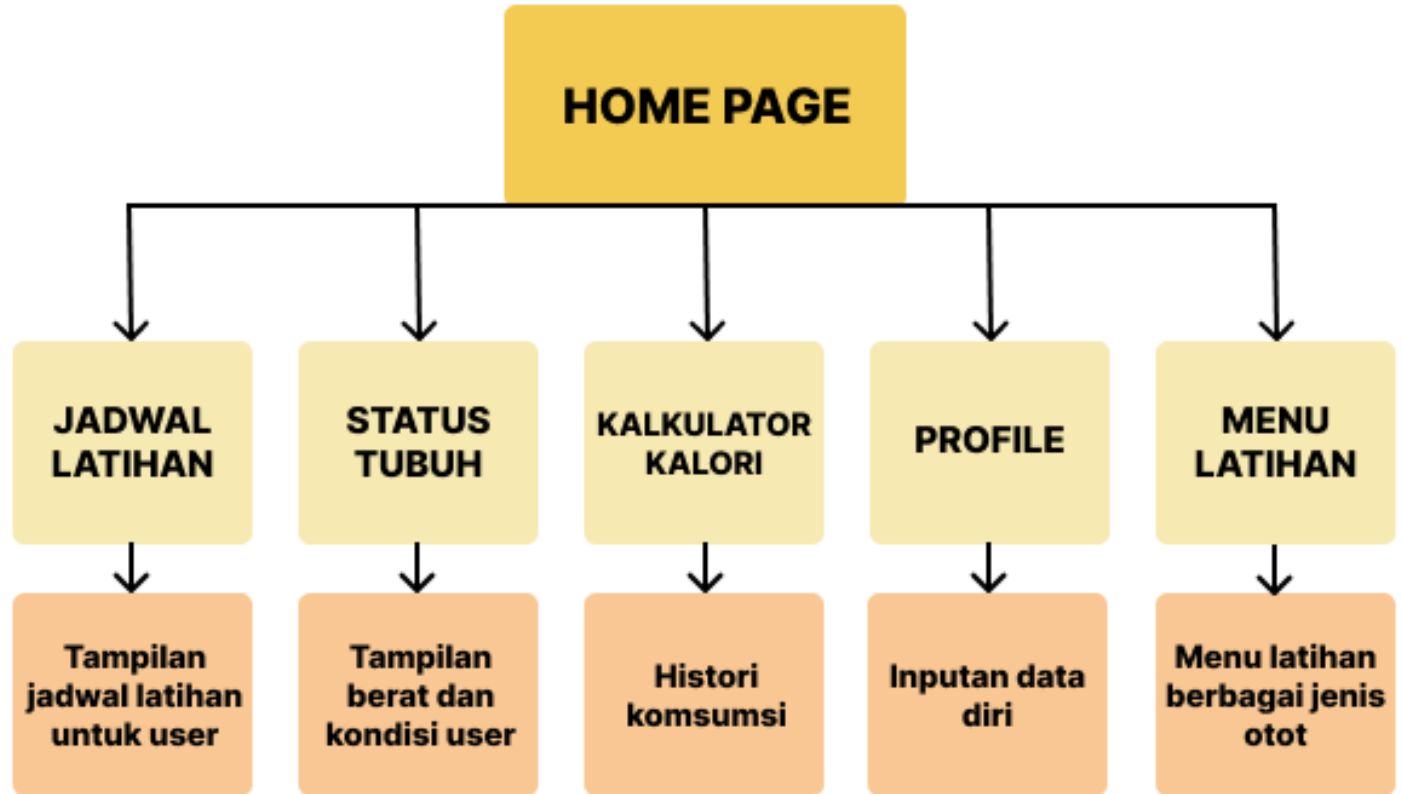 HOME PAGE
JADWAL
LATIHAN
STATUS
TUBUH
KALKULATOR
KALORI
PROFILE
MENU
LATIHAN
Tampilan
jadwal latihan
untuk user
Tampilan
berat dan
kondisi user
Histori
komsumsi
Inputan data
diri
Menu latihan
berbagai jenis
otot